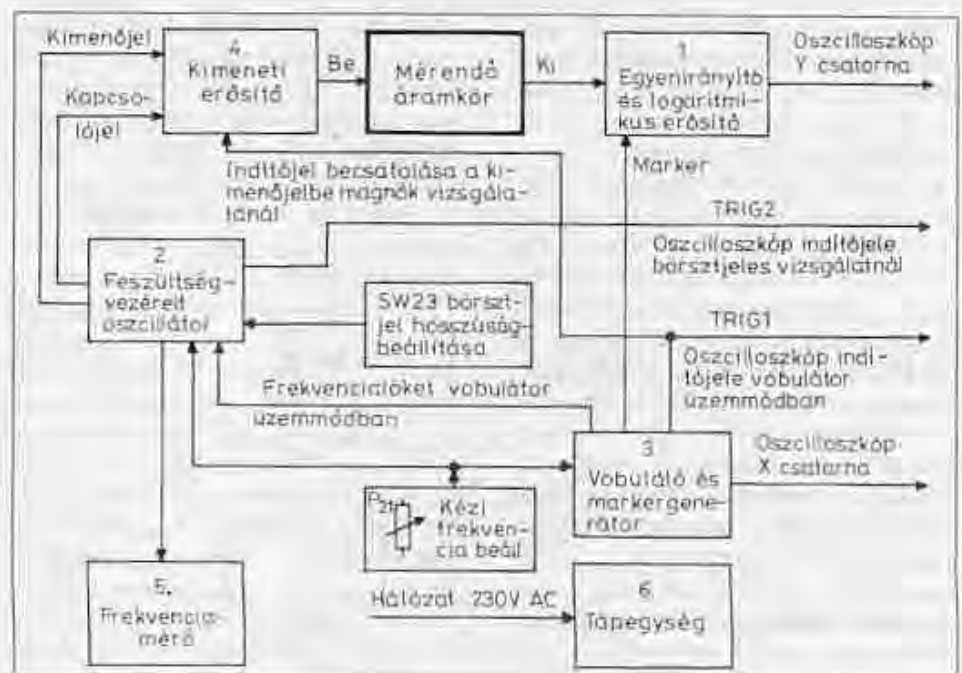 Kimenőjel
Kapcso-
lójel
4.
Kimeneti
erősítő
Be
Mérendő
áramkör
Ki
1
Egyenirányító
és logaritmi-
kus erősítő
Oszcilloszkóp
Y csatorna
Marker
Indítójel becsatolása a ki-
menőjelbe magnók vizsgála-
tánál
TRIG2
Oszcilloszkóp indítójele
börsztjeles vizsgálatnál
2.
Feszültség-
vezérelt
oszcillátor
SW23 börszt-
jel hosszúság-
beállítása
TRIG1
Oszcilloszkóp indí-
tójele vobulátor
üzemmódban
Frekvencialöket vobulátor
üzemmódban
3
Vobuláló és
markergene-
rátor
Oszcilloszkóp
X csatorna
P21
Kézi
frekven-
cia beáll
5.
Frekvencia-
mérő
Hálózat 230V AC
6
Tápegység